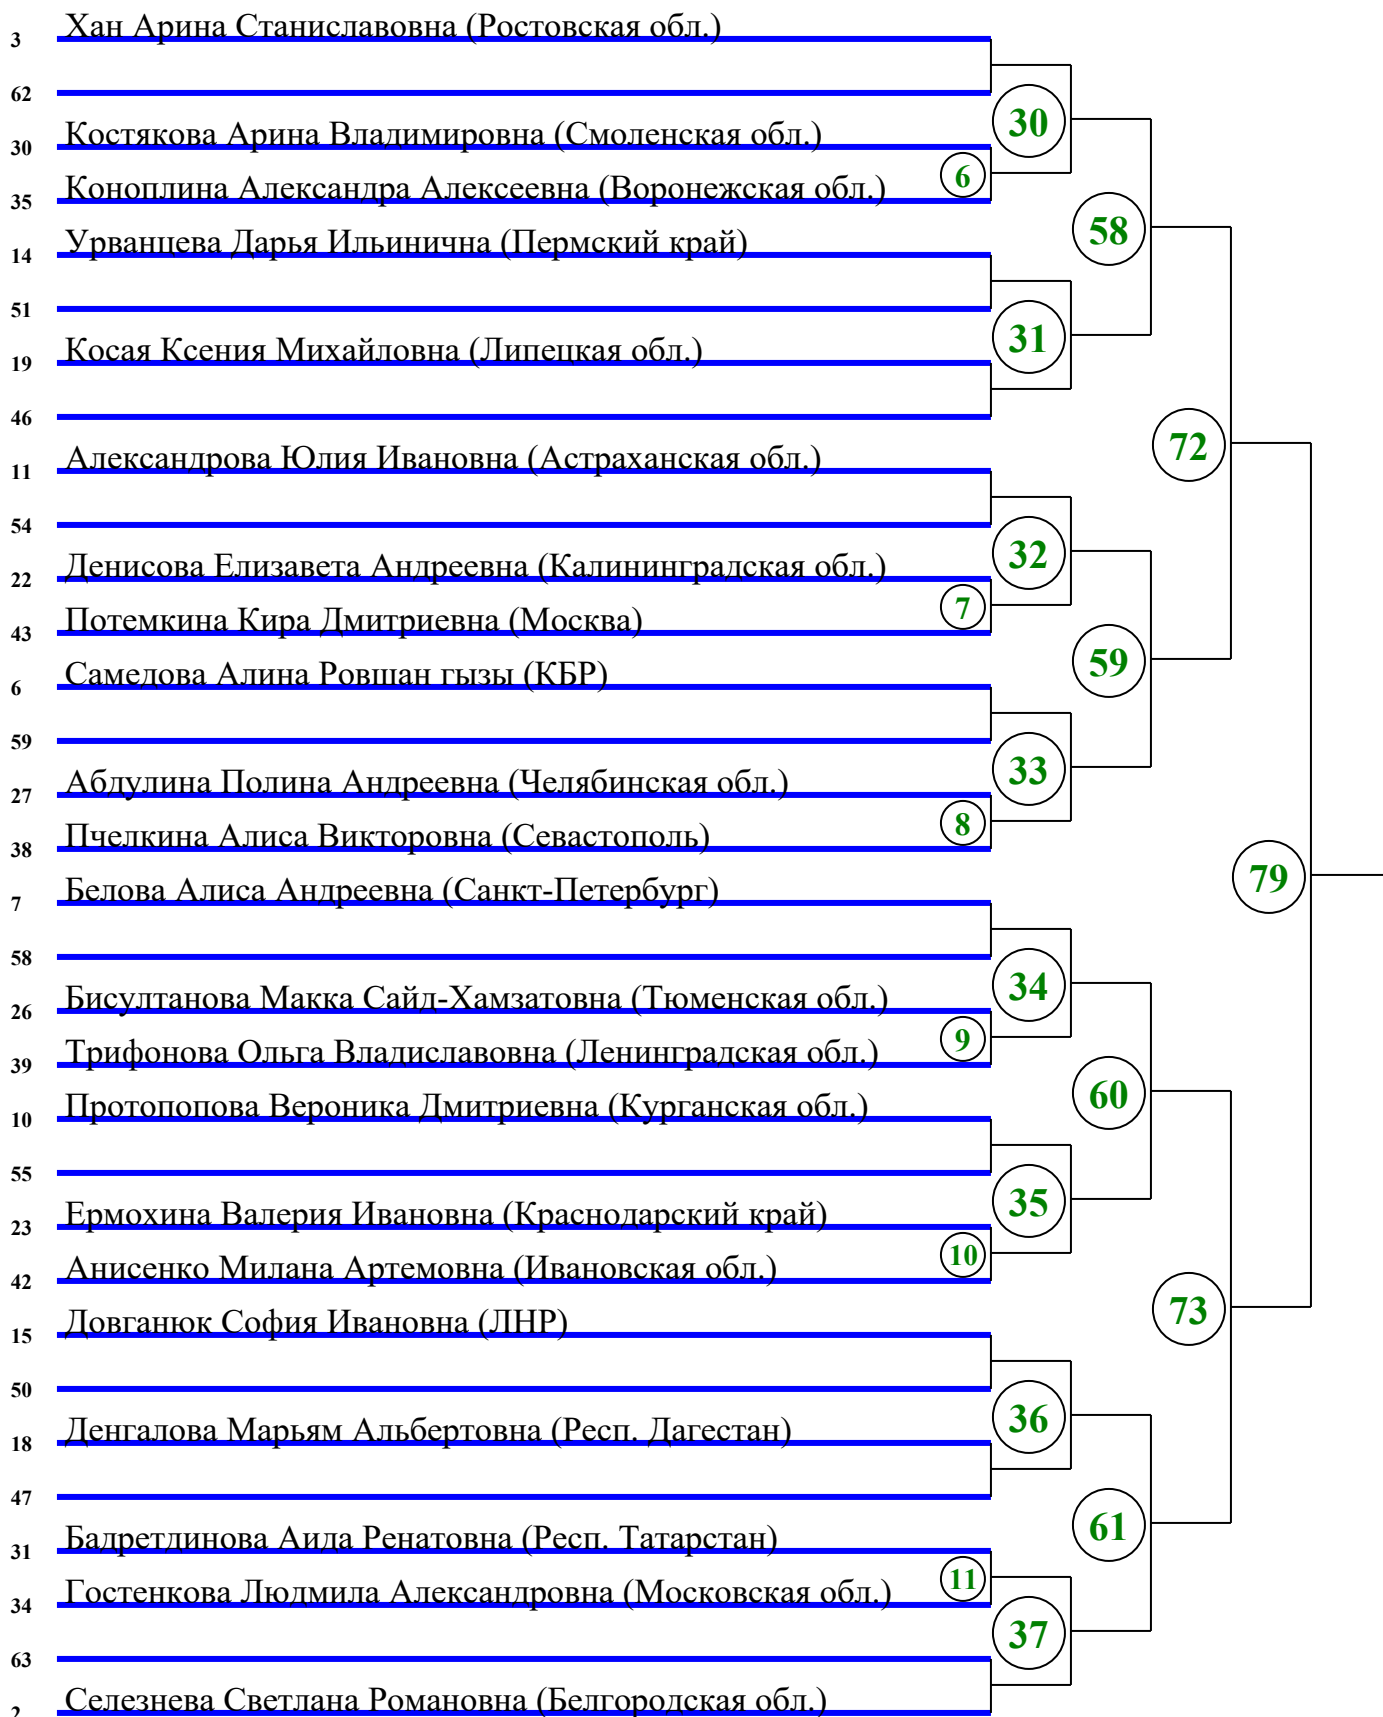 3 Хан Арина Станиславовна (Ростовская обл.)
62
30
30 Костякова Арина Владимировна (Смоленская обл.)
6
35 Коноплина Александра Алексеевна (Воронежская обл.)
58
14 Урванцева Дарья Ильинична (Пермский край)
51
31
19 Косая Ксения Михайловна (Липецкая обл.)
46
72
11 Александрова Юлия Ивановна (Астраханская обл.)
54
32
22 Денисова Елизавета Андреевна (Калининградская обл.)
7
43 Потемкина Кира Дмитриевна (Москва)
59
6 Самедова Алина Ровшан гызы (КБР)
59
33
27 Абдулина Полина Андреевна (Челябинская обл.)
8
38 Пчелкина Алиса Викторовна (Севастополь)
79
7 Белова Алиса Андреевна (Санкт-Петербург)
58
34
26 Бисултанова Макка Сайд-Хамзатовна (Тюменская обл.)
9
39 Трифонова Ольга Владиславовна (Ленинградская обл.)
60
10 Протопопова Вероника Дмитриевна (Курганская обл.)
55
35
23 Ермохина Валерия Ивановна (Краснодарский край)
10
42 Анисенко Милана Артемовна (Ивановская обл.)
73
15 Довганюк София Ивановна (ЛНР)
50
36
18 Денгалова Марьям Альбертовна (Респ. Дагестан)
47
61
31 Бадретдинова Аида Ренатовна (Респ. Татарстан)
11
34 Гостенкова Людмила Александровна (Московская обл.)
37
63
2 Селезнева Светлана Романовна (Белгородская обл.)